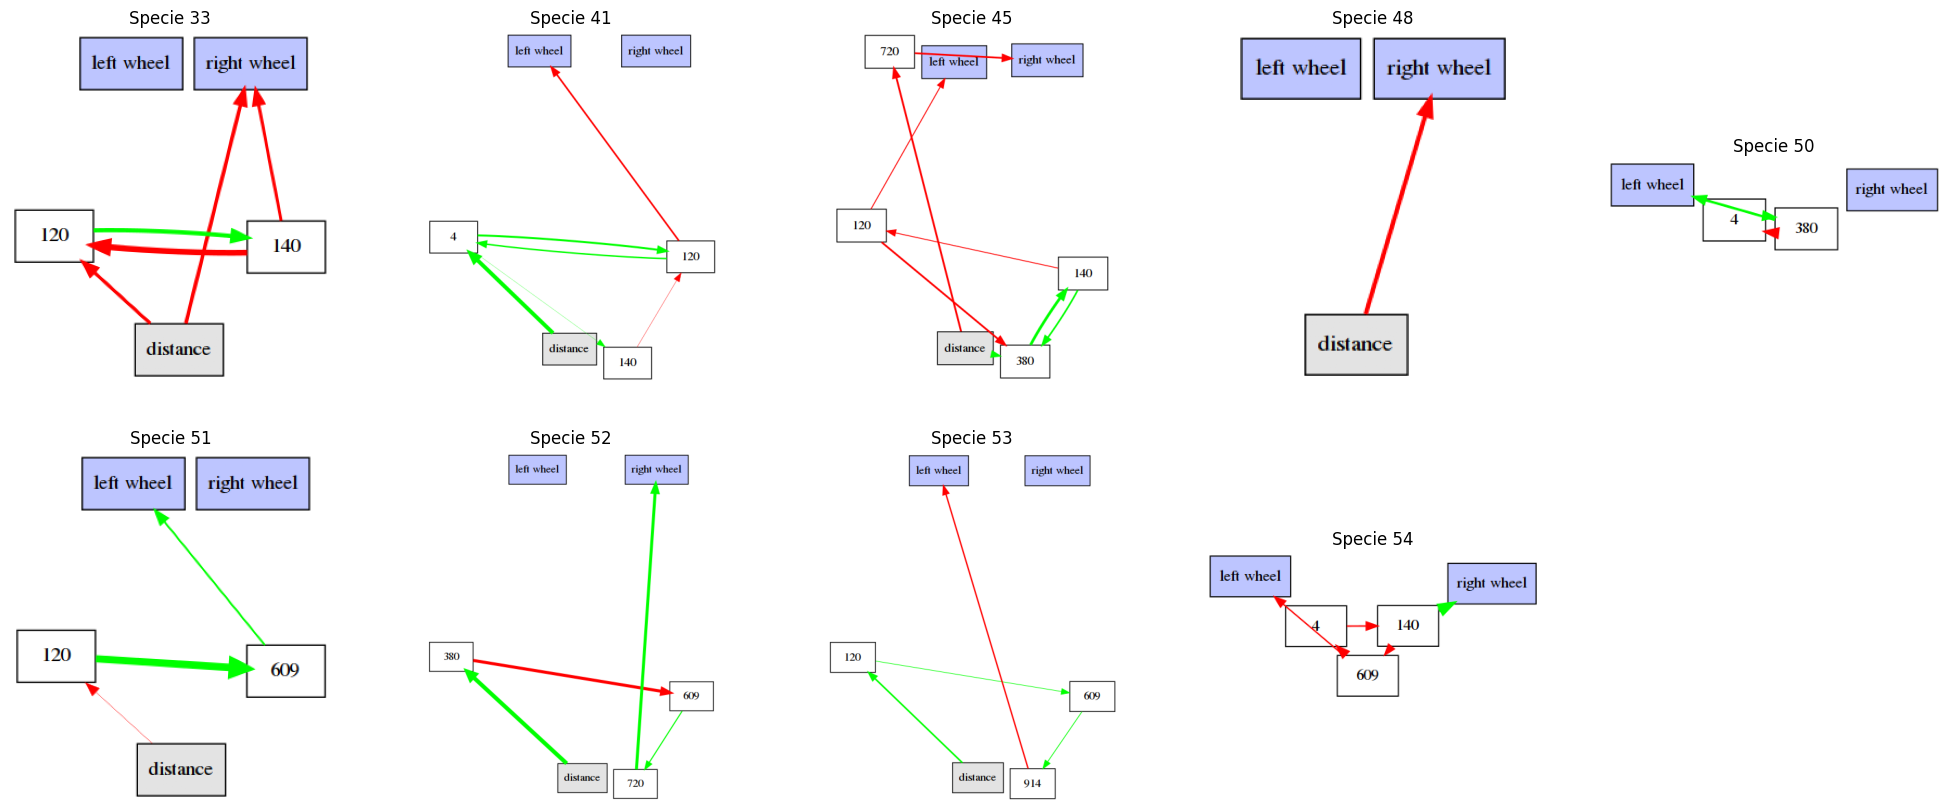 Specie 33
left wheel
right wheel
120
140
distance
Specie 41
left wheel
right wheel
4
120
distance
140
Specie 45
720
left wheel
right wheel
120
140
distance
380
Specie 48
left wheel
right wheel
distance
Specie 50
left wheel
right wheel
4
380
Specie 51
left wheel
right wheel
120
609
distance
Specie 52
left wheel
right wheel
380
609
distance
720
Specie 53
left wheel
right wheel
120
609
distance
914
Specie 54
left wheel
right wheel
4
140
609